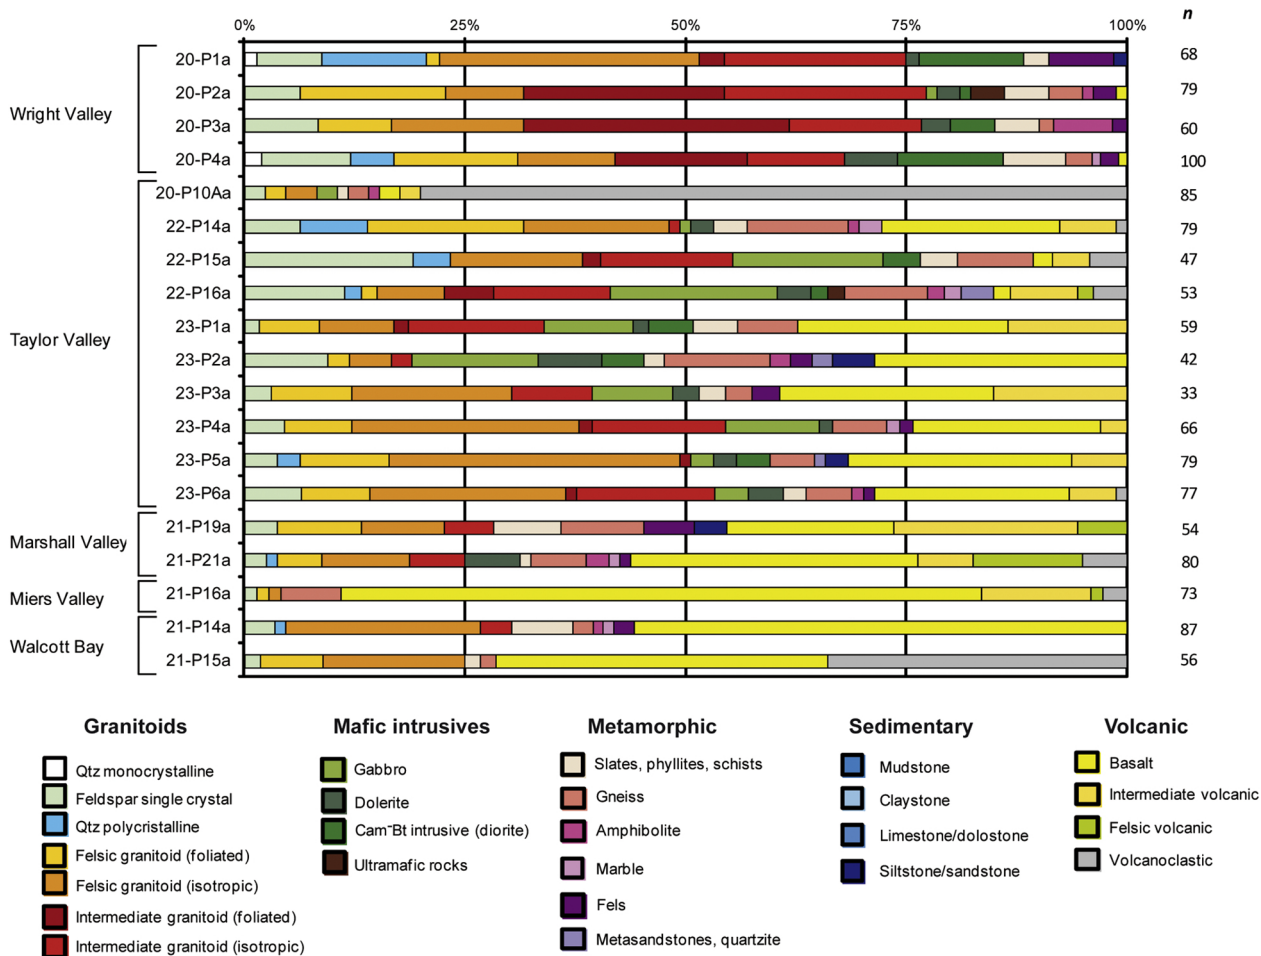 0% 25% 50% 75% 100% n
Wright Valley
20-P1a 68
20-P2a 79
20-P3a 60
20-P4a 100
Taylor Valley
20-P10Aa 85
22-P14a 79
22-P15a 47
22-P16a 53
23-P1a 59
23-P2a 42
23-P3a 33
23-P4a 66
23-P5a 79
23-P6a 77
Marshall Valley
21-P19a 54
21-P21a 80
Miers Valley
21-P16a 73
Walcott Bay
21-P14a 87
21-P15a 56
Granitoids
Qtz monocrystalline
Feldspar single crystal
Qtz polycristalline
Felsic granitoid (foliated)
Felsic granitoid (isotropic)
Intermediate granitoid (foliated)
Intermediate granitoid (isotropic)
Mafic intrusives
Gabbro
Dolerite
Cam-Bt intrusive (diorite)
Ultramafic rocks
Metamorphic
Slates, phyllites, schists
Gneiss
Amphibolite
Marble
Fels
Metasandstones, quartzite
Sedimentary
Mudstone
Claystone
Limestone/dolostone
Siltstone/sandstone
Volcanic
Basalt
Intermediate volcanic
Felsic volcanic
Volcanoclastic